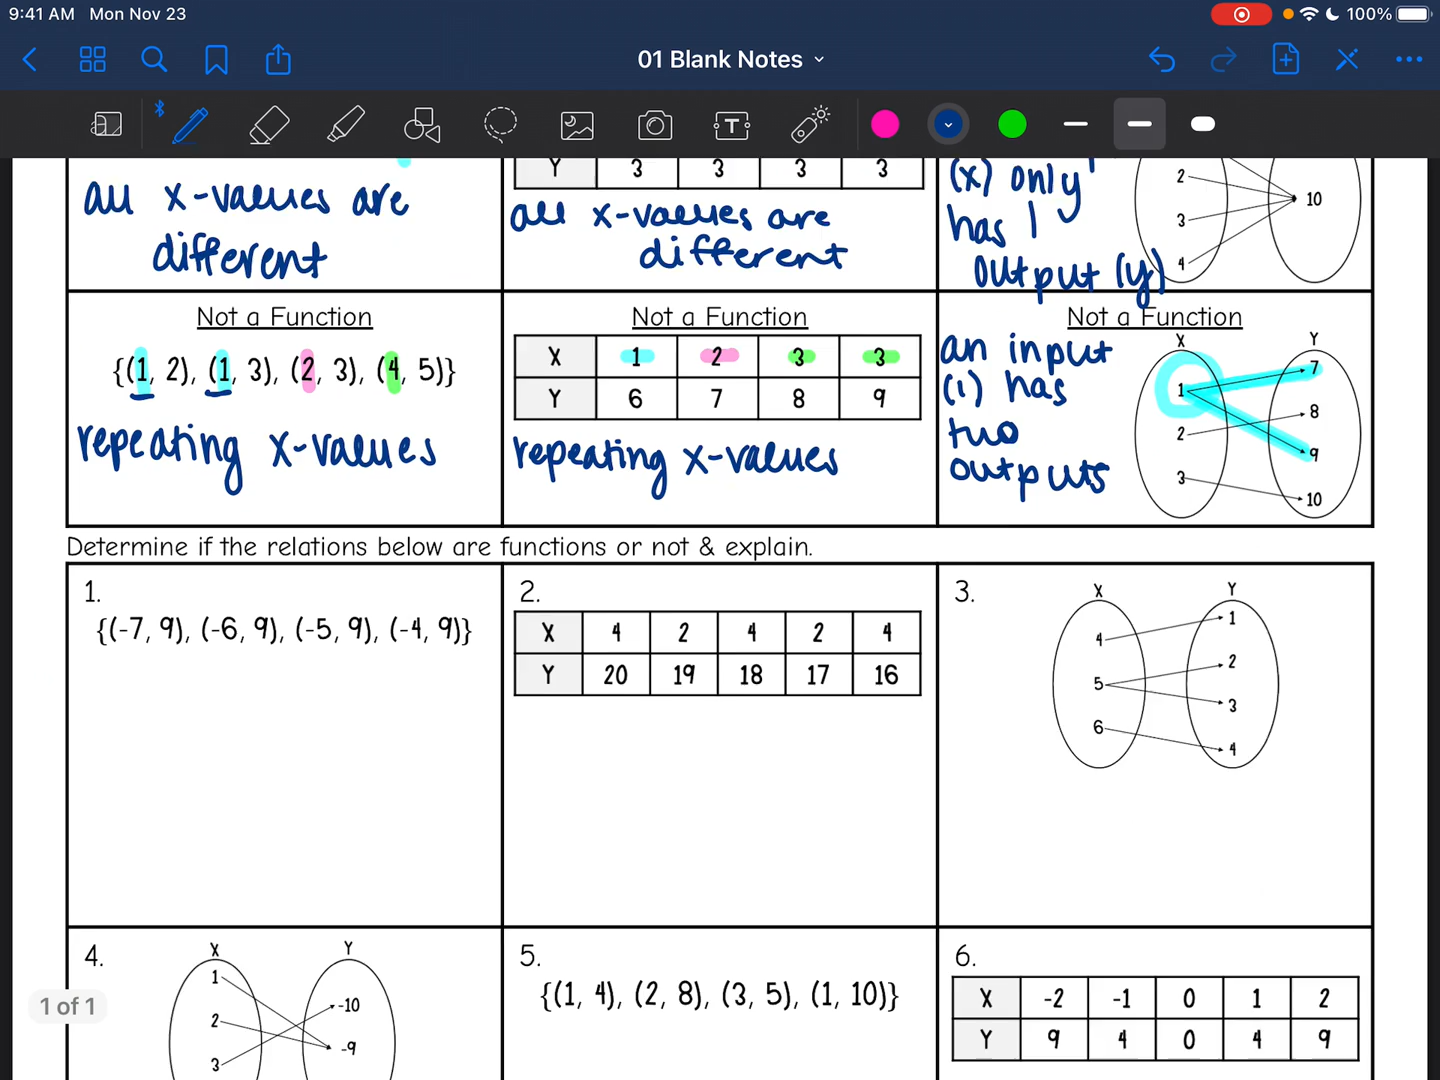 9:41 AM Mon Nov 23
100%
01 Blank Notes
T
all x-values are
different
Y 3 3 3 3
all x-values are
different
(x) only
has 1
output (y)
2
3
4
10
Not a Function
{(1, 2), (1, 3), (2, 3), (4, 5)}
repeating x-values
Not a Function
X 1 2 3 3
Y 6 7 8 9
repeating x-values
Not a Function
an input
(1) has
two
outputs
X Y
1 7
2 8
9
3 10
Determine if the relations below are functions or not & explain.
1.
{(-7, 9), (-6, 9), (-5, 9), (-4, 9)}
2.
X 4 2 4 2 4
Y 20 19 18 17 16
3.
X Y
4 1
5 2
3
6 4
4.
X Y
1 -10
2 -9
3
5.
{(1, 4), (2, 8), (3, 5), (1, 10)}
6.
X -2 -1 0 1 2
Y 9 4 0 4 9
1 of 1